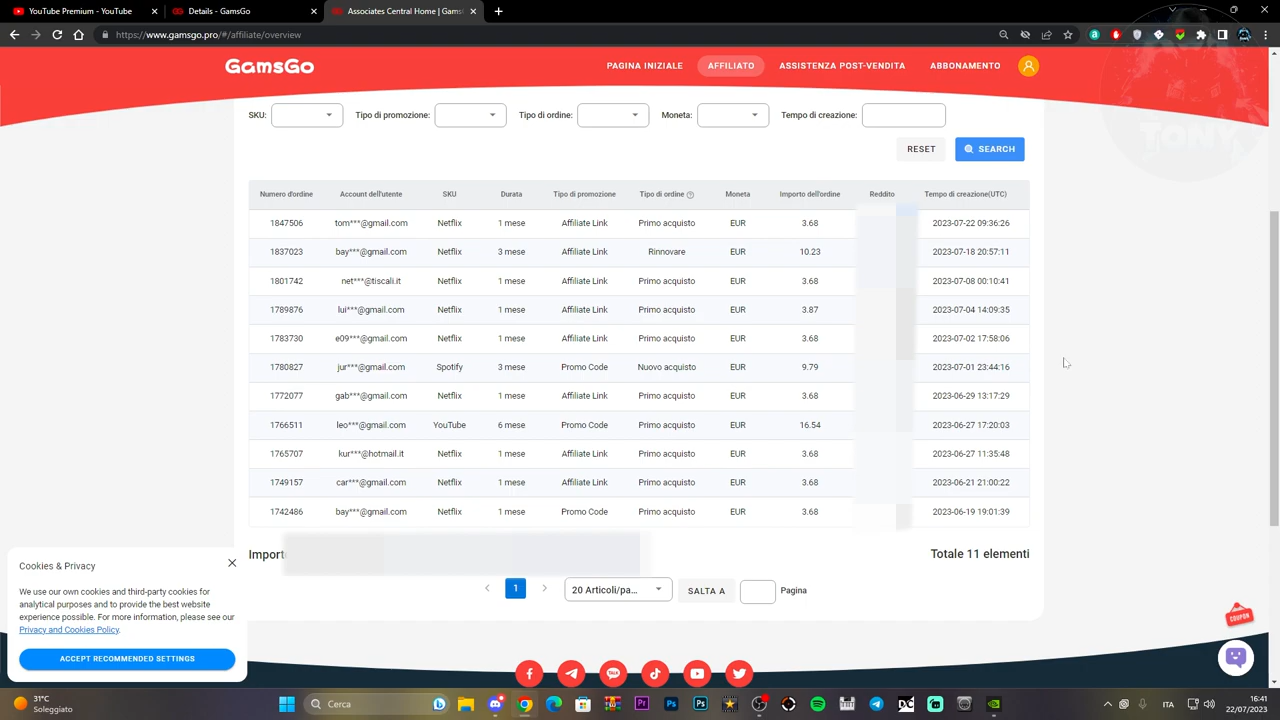 YouTube Premium - YouTube
Details - GamsGo
Associates Central Home | Gams
https://www.gamsgo.pro/#/affiliate/overview
GamsGo
PAGINA INIZIALE
AFFILIATO
ASSISTENZA POST-VENDITA
ABBONAMENTO
TONY
SKU:
Tipo di promozione:
Tipo di ordine:
Moneta:
Tempo di creazione:
RESET
SEARCH
Numero d'ordine Account dell'utente SKU Durata Tipo di promozione Tipo di ordine Moneta Importo dell'ordine Reddito Tempo di creazione(UTC)
1847506 tom***@gmail.com Netflix 1 mese Affiliate Link Primo acquisto EUR 3.68 2023-07-22 09:36:26
1837023 bay***@gmail.com Netflix 3 mese Affiliate Link Rinnovare EUR 10.23 2023-07-18 20:57:11
1801742 net***@tiscali.it Netflix 1 mese Affiliate Link Primo acquisto EUR 3.68 2023-07-08 00:10:41
1789876 lui***@gmail.com Netflix 1 mese Affiliate Link Primo acquisto EUR 3.87 2023-07-04 14:09:35
1783730 e09***@gmail.com Netflix 1 mese Affiliate Link Primo acquisto EUR 3.68 2023-07-02 17:58:06
1780827 jur***@gmail.com Spotify 3 mese Promo Code Nuovo acquisto EUR 9.79 2023-07-01 23:44:16
1772077 gab***@gmail.com Netflix 1 mese Affiliate Link Primo acquisto EUR 3.68 2023-06-29 13:17:29
1766511 leo***@gmail.com YouTube 6 mese Promo Code Primo acquisto EUR 16.54 2023-06-27 17:20:03
1765707 kur***@hotmail.it Netflix 1 mese Affiliate Link Primo acquisto EUR 3.68 2023-06-27 11:35:48
1749157 car***@gmail.com Netflix 1 mese Affiliate Link Primo acquisto EUR 3.68 2023-06-21 21:00:22
1742486 bay***@gmail.com Netflix 1 mese Promo Code Primo acquisto EUR 3.68 2023-06-19 19:01:39
Import
Totale 11 elementi
1
20 Articoli/pa...
SALTA A
Pagina
Cookies & Privacy
We use our own cookies and third-party cookies for
analytical purposes and to provide the best website
experience possible. For more information, please see our
Privacy and Cookies Policy.
ACCEPT RECOMMENDED SETTINGS
COUPON
TALK
31°C
Soleggiato
Cerca
ITA
16:41
22/07/2023